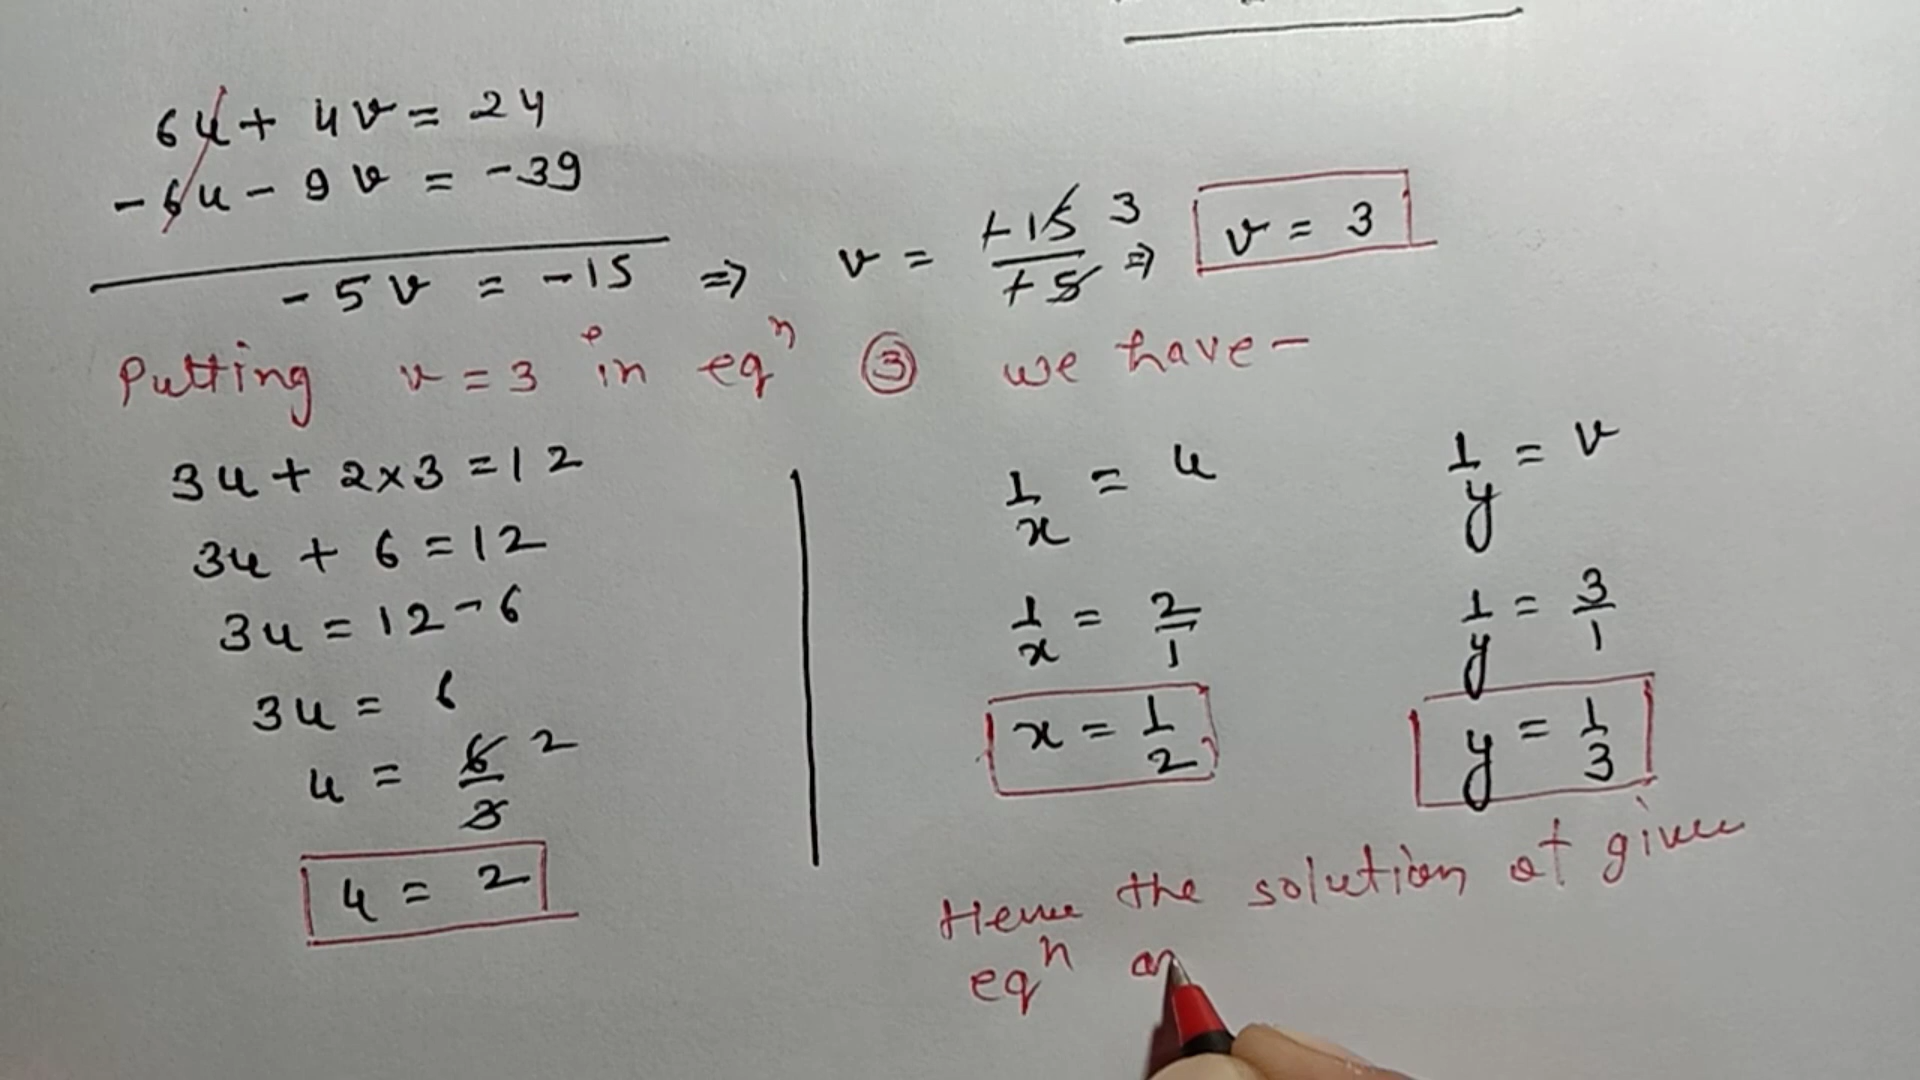 6u + 4v = 24
-6u - 9v = -39
-5v = -15 ⇒ v = +15/+5 3 ⇒ v = 3
Putting v = 3 in eqⁿ ③ we have -
3u + 2×3 = 12
3u + 6 = 12
3u = 12 - 6
3u = 6
u = 6/3 2
u = 2
1/x = u
1/x = 2/1
x = 1/2
1/y = v
1/y = 3/1
y = 1/3
Hence the solution of given
eqⁿ